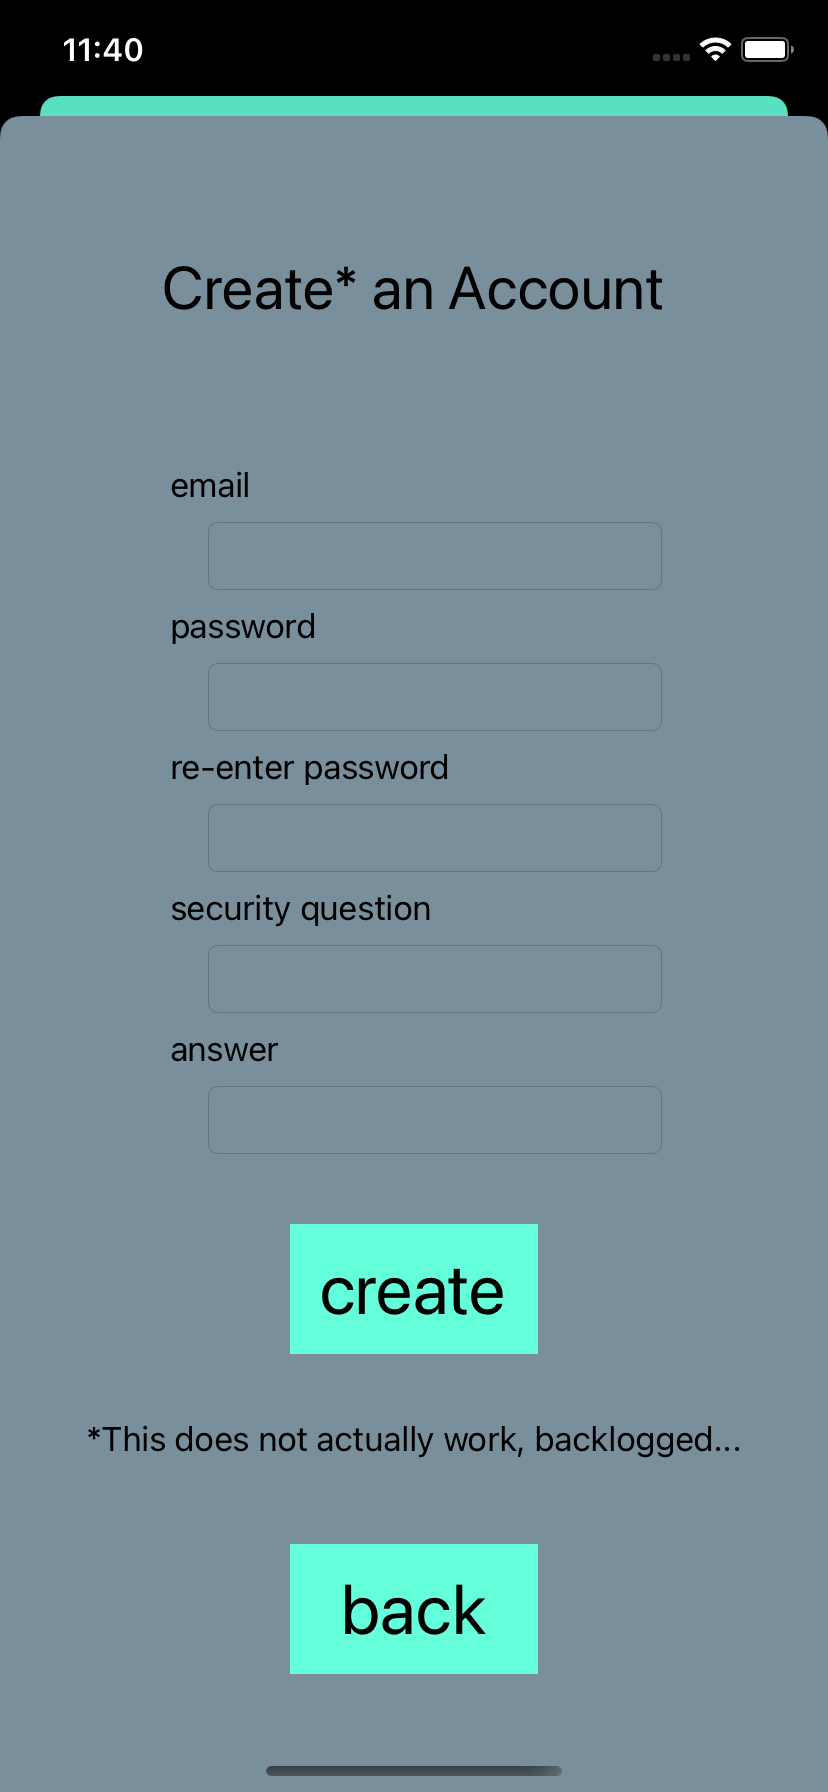 11:40
Create* an Account
email
password
re-enter password
security question
answer
create
*This does not actually work, backlogged...
back